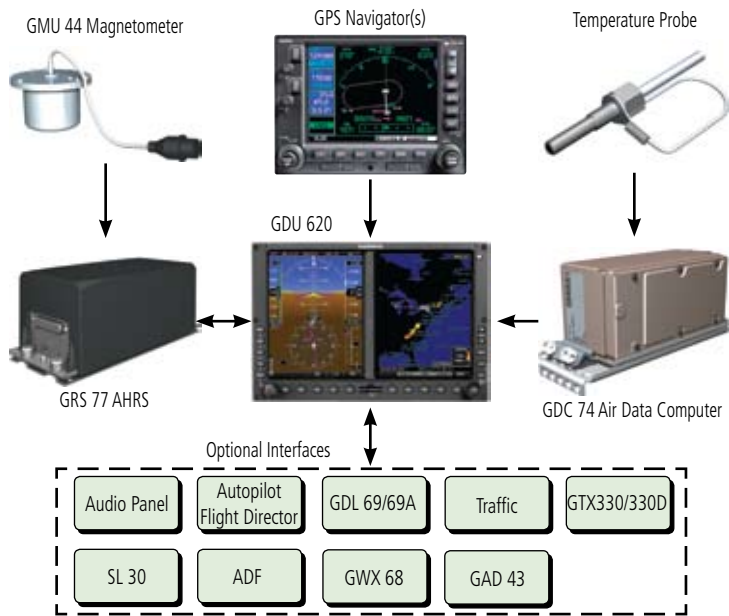 GMU 44 Magnetometer
GPS Navigator(s)
Temperature Probe
GDU 620
GRS 77 AHRS
GDC 74 Air Data Computer
Optional Interfaces
Audio Panel
Autopilot
Flight Director
GDL 69/69A
Traffic
GTX330/330D
SL 30
ADF
GWX 68
GAD 43